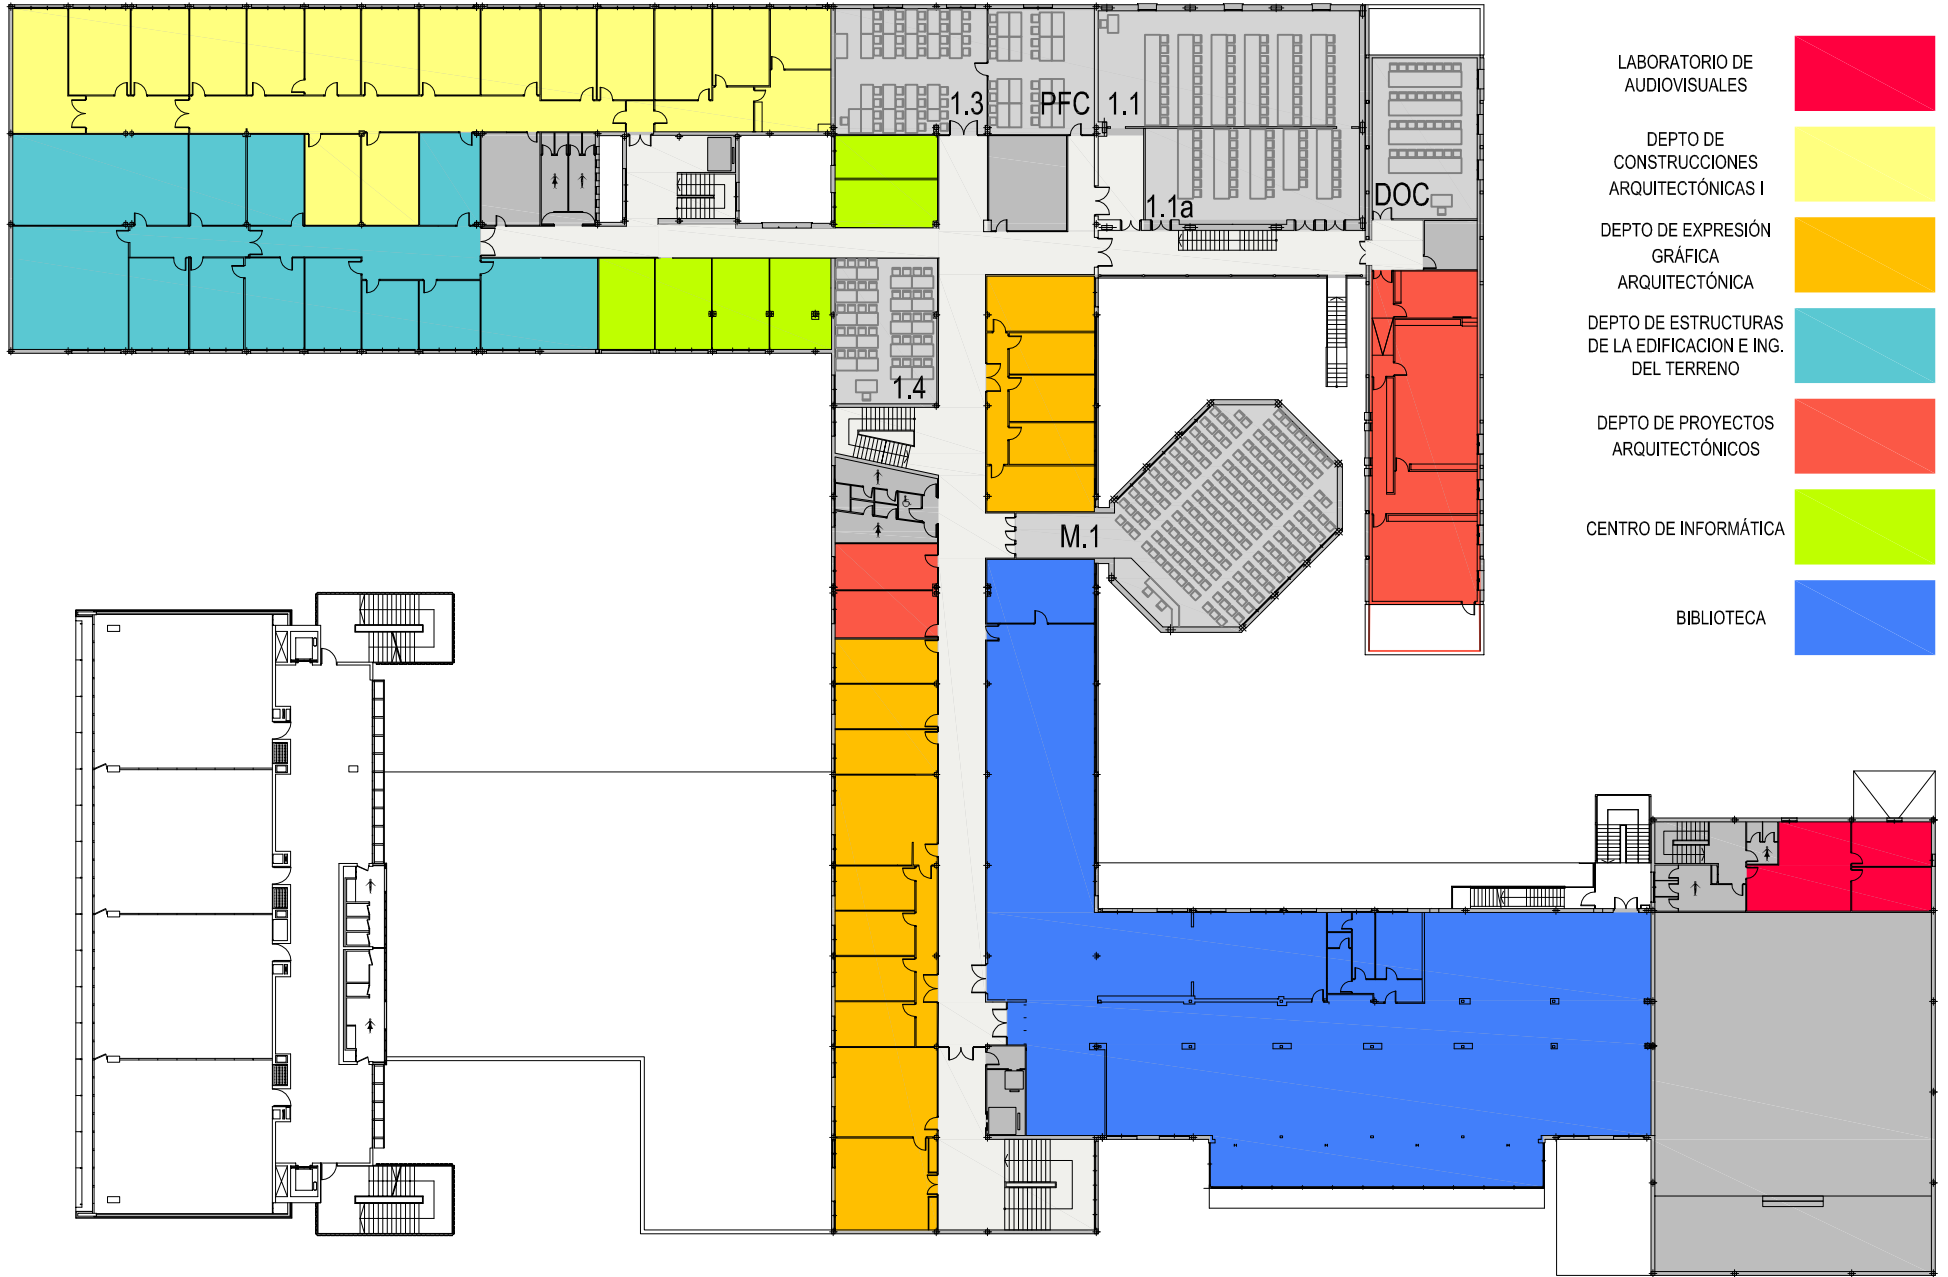 1.3
PFC
1.1
1.1a
DOC
1.4
M.1
LABORATORIO DE
AUDIOVISUALES
DEPTO DE
CONSTRUCCIONES
ARQUITECTÓNICAS I
DEPTO DE EXPRESIÓN
GRÁFICA
ARQUITECTÓNICA
DEPTO DE ESTRUCTURAS
DE LA EDIFICACION E ING.
DEL TERRENO
DEPTO DE PROYECTOS
ARQUITECTÓNICOS
CENTRO DE INFORMÁTICA
BIBLIOTECA